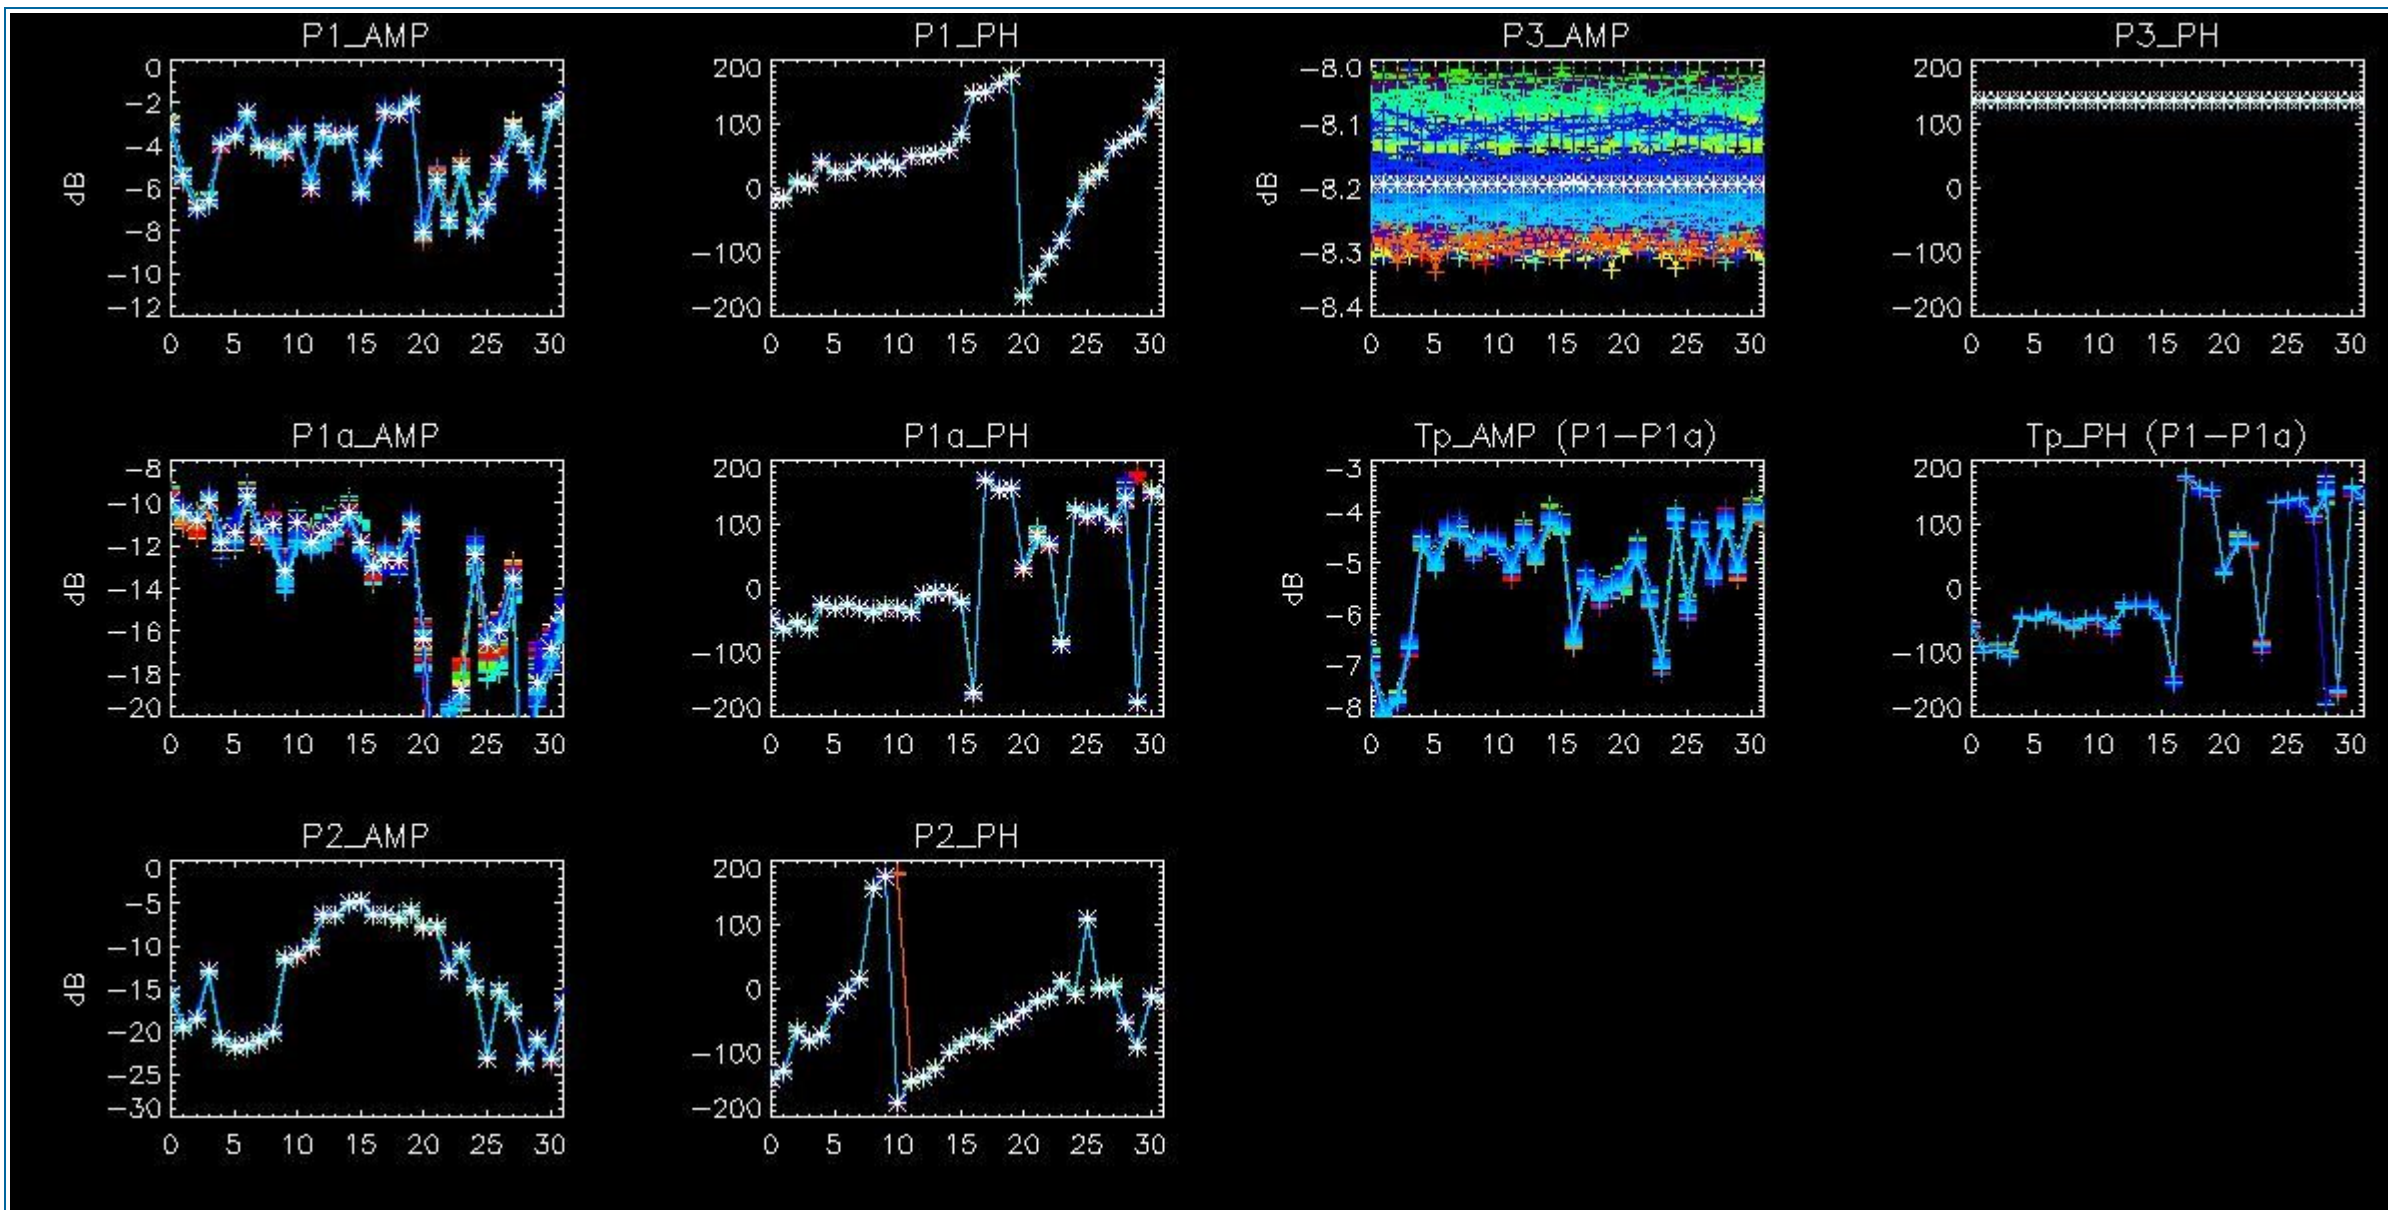 P1_AMP P1_PH P3_AMP P3_PH
0 200 -8.0 200
-2
100 -8.1 100
-4
dB -6 0 dB -8.2 0
-8
-100 -8.3 -100
-10
-12 -200 -8.4 -200
0 5 10 15 20 25 30 0 5 10 15 20 25 30 0 5 10 15 20 25 30 0 5 10 15 20 25 30
P1a_AMP P1a_PH Tp_AMP (P1-P1a) Tp_PH (P1-P1a)
-8 200 -3 200
-10
100 -4 100
-12
dB -14 0 dB -5 0
-6
-16
-100 -7 -100
-18
-20 -200 -8 -200
0 5 10 15 20 25 30 0 5 10 15 20 25 30 0 5 10 15 20 25 30 0 5 10 15 20 25 30
P2_AMP P2_PH
0 200
-5
100
-10
dB -15 0
-20
-100
-25
-30 -200
0 5 10 15 20 25 30 0 5 10 15 20 25 30